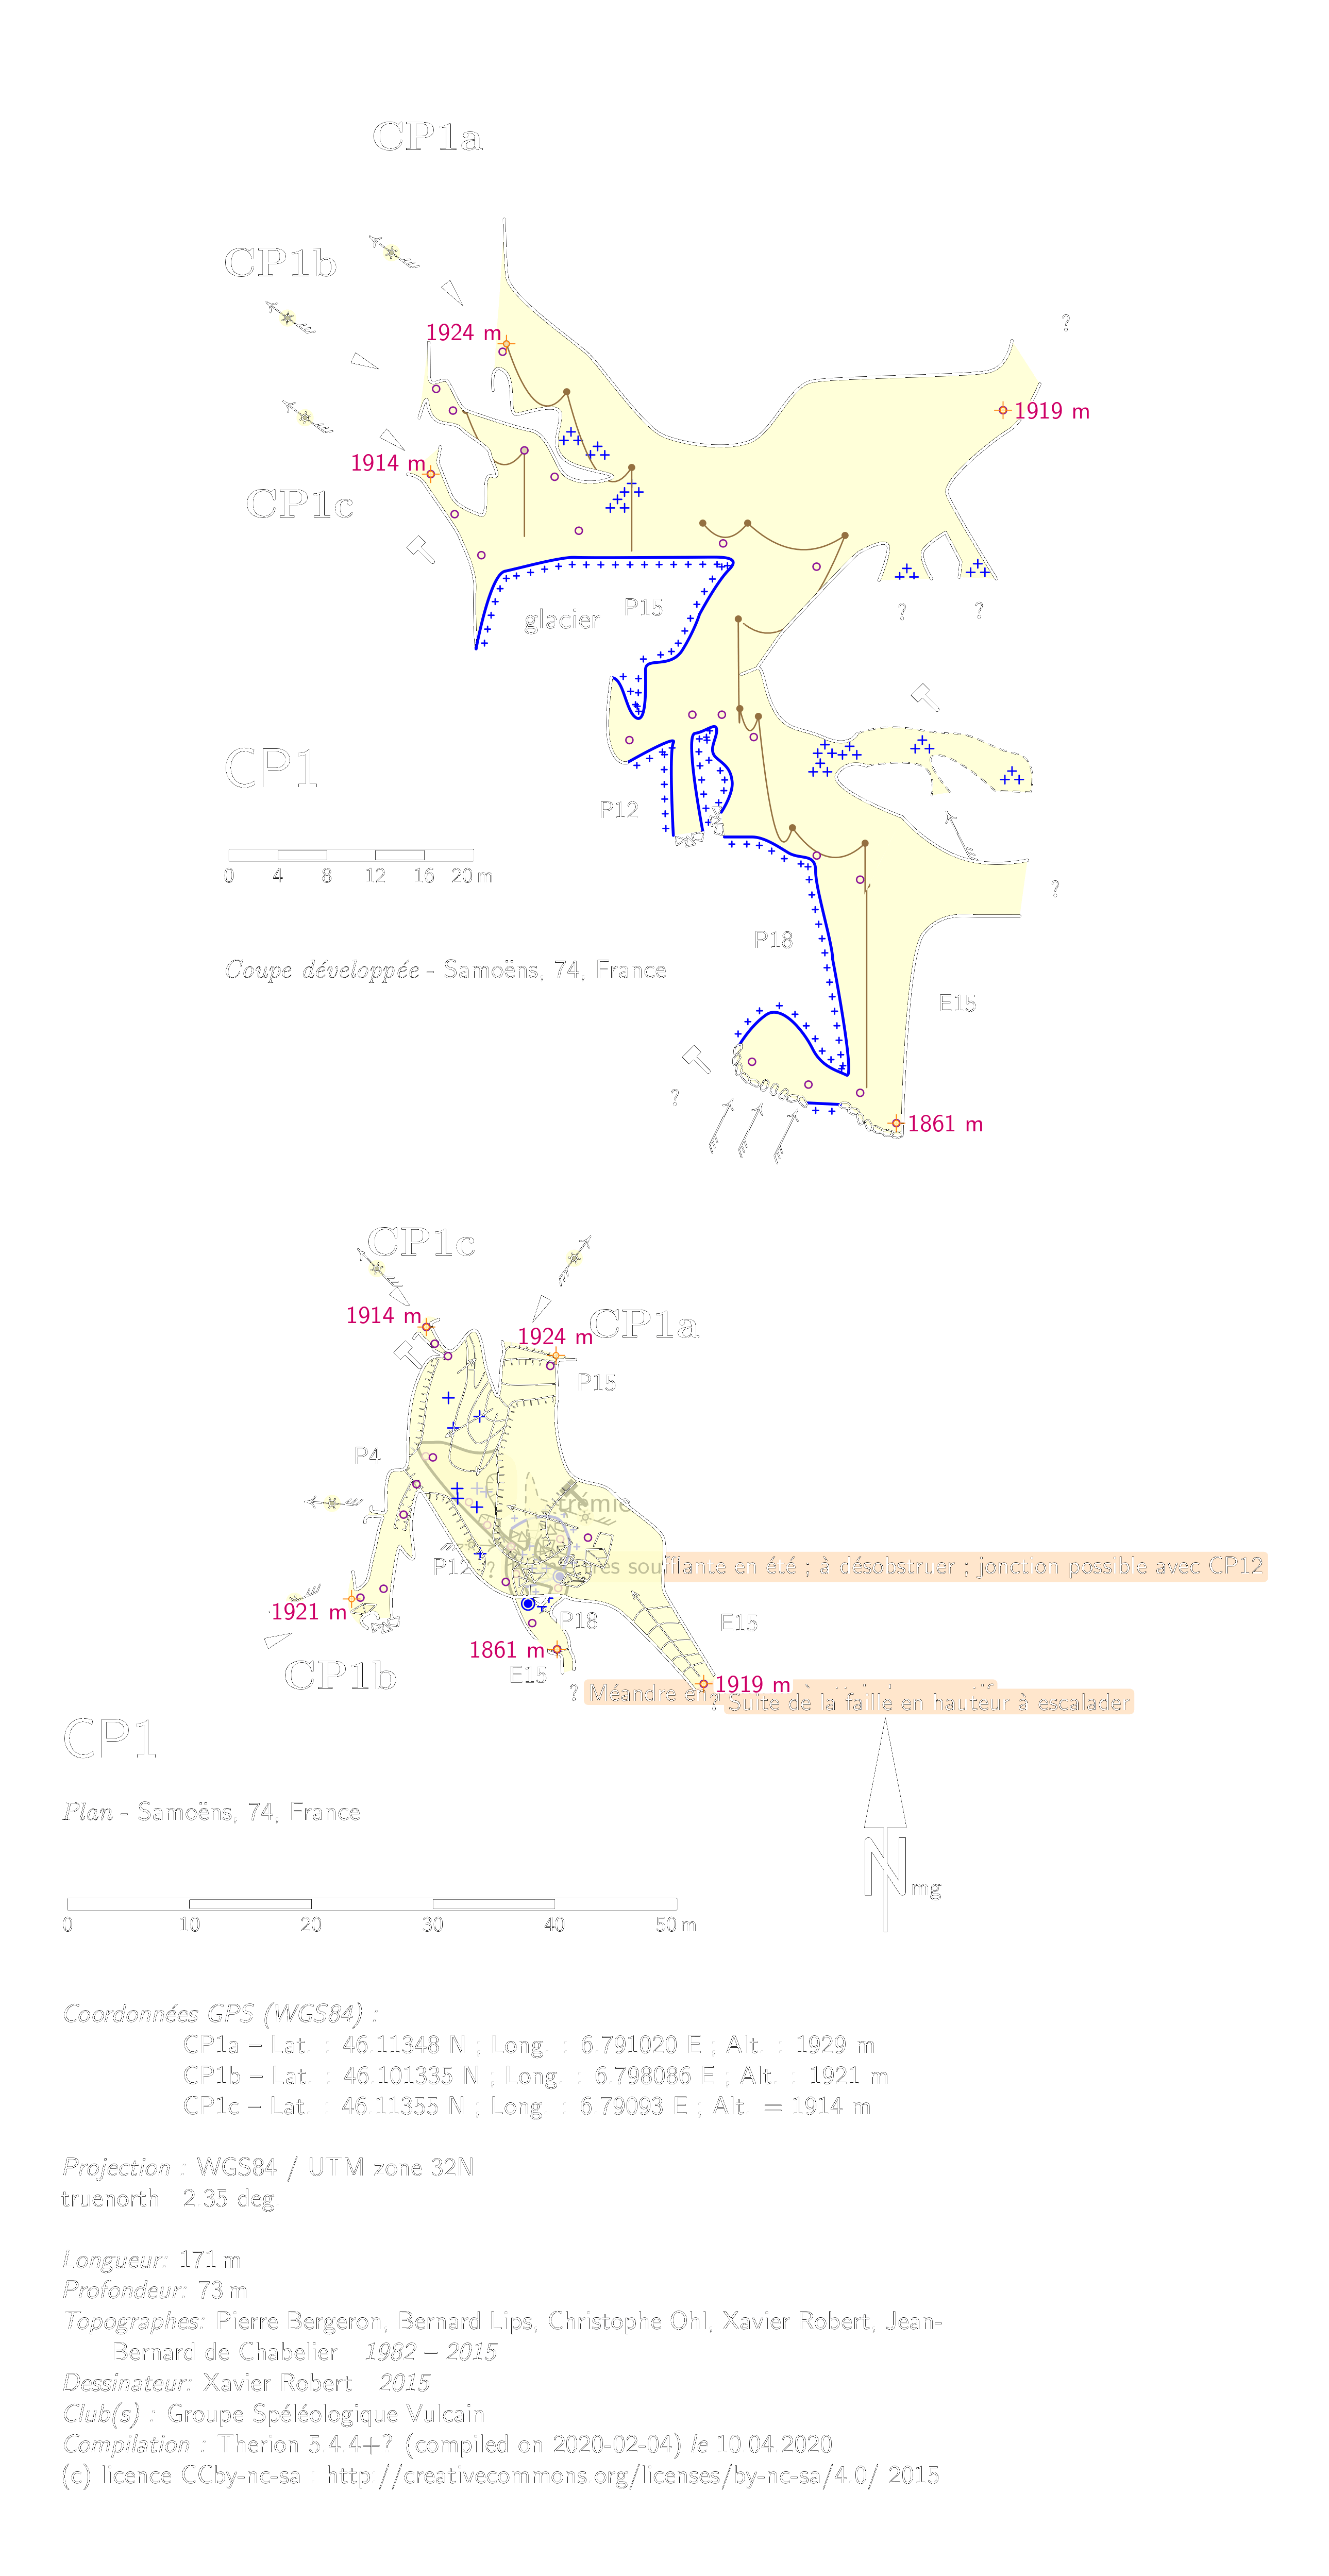 CP1a
CP1b
1924 m
?
1919 m
1914 m
CP1c
glacier
P15
?
?
CP1
P12
0 4 8 12 16 20 m
?
P18
Coupe développée - Samoëns, 74, France
E15
?
1861 m
CP1c
1914 m
CP1a
1924 m
P15
P4
trémie
P12
?
très soufflante en été ; à désobstruer ; jonction possible avec CP12
1921 m
P18
E15
1861 m
CP1b
E15
? Méandre en
1919 m
? Suite de la faille en hauteur à escalader
CP1
Plan - Samoëns, 74, France
N mg
0 10 20 30 40 50 m
Coordonnées GPS (WGS84) :
CP1a – Lat. : 46.11348 N ; Long. : 6.791020 E ; Alt. : 1929 m
CP1b – Lat. : 46.101335 N ; Long. : 6.798086 E ; Alt. : 1921 m
CP1c – Lat. : 46.11355 N ; Long. : 6.79093 E ; Alt. = 1914 m
Projection : WGS84 / UTM zone 32N
truenorth 2.35 deg.
Longueur: 171 m
Profondeur: 73 m
Topographes: Pierre Bergeron, Bernard Lips, Christophe Ohl, Xavier Robert, Jean-
Bernard de Chabelier 1982 – 2015
Dessinateur: Xavier Robert 2015
Club(s) : Groupe Spéléologique Vulcain
Compilation : Therion 5.4.4+? (compiled on 2020-02-04) le 10.04.2020
(c) licence CCby-nc-sa : http://creativecommons.org/licenses/by-nc-sa/4.0/ 2015